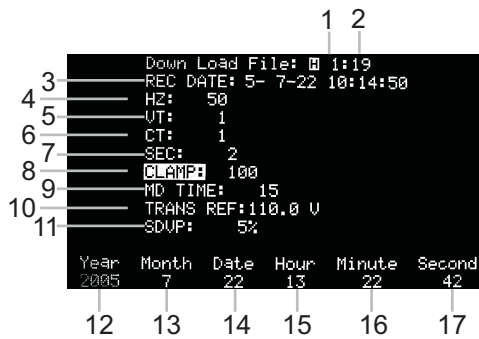 1 2
Down Load File: H 1:19
3 REC DATE: 5- 7-22 10:14:50
4 HZ: 50
5 VT: 1
6 CT: 1
7 SEC: 2
8 CLAMP: 100
9 MD TIME: 15
10 TRANS REF:110.0 V
11 SDVP: 5%
Year Month Date Hour Minute Second
2005 7 22 13 22 42
12 13 14 15 16 17